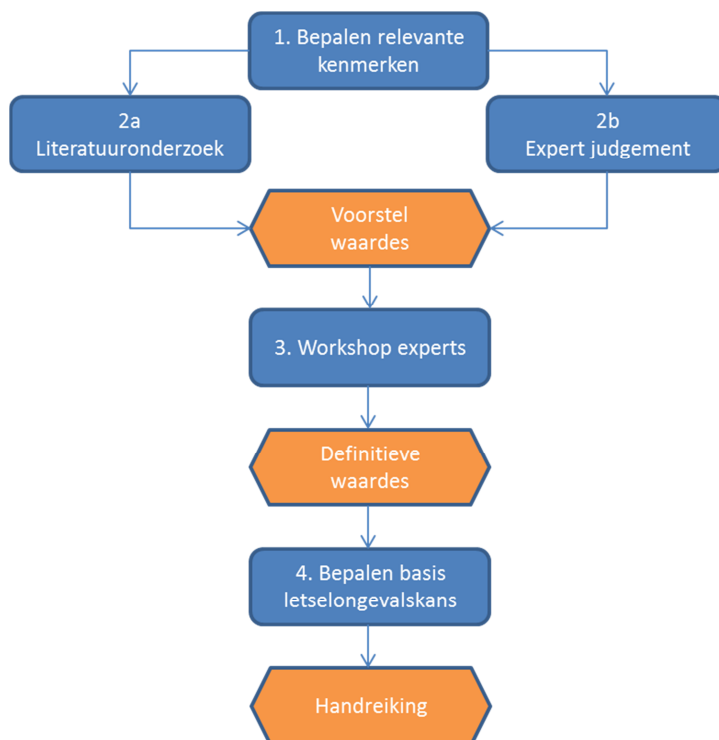 1. Bepalen relevante
kenmerken
2a
Literatuuronderzoek
2b
Expert judgement
Voorstel
waardes
3. Workshop experts
Definitieve
waardes
4. Bepalen basis
letselongevalskans
Handreiking